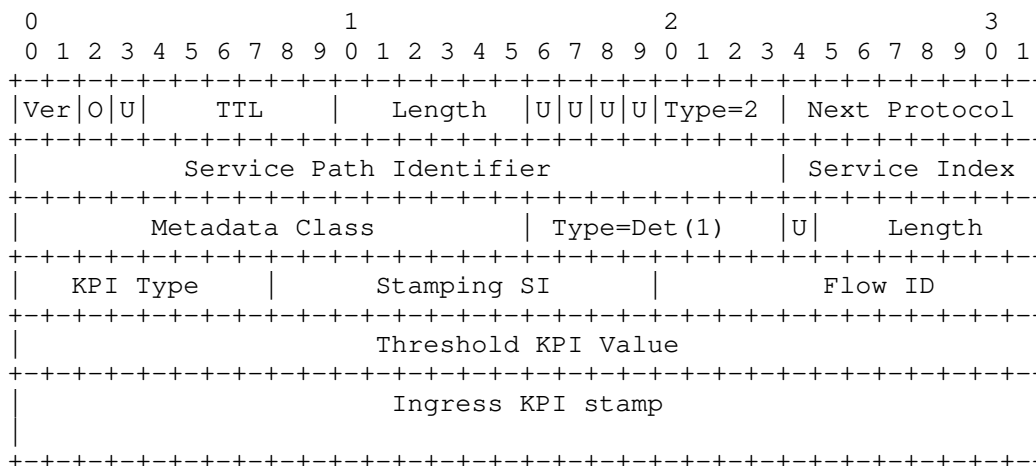 0                   1                   2                   3
0 1 2 3 4 5 6 7 8 9 0 1 2 3 4 5 6 7 8 9 0 1 2 3 4 5 6 7 8 9 0 1
+-+-+-+-+-+-+-+-+-+-+-+-+-+-+-+-+-+-+-+-+-+-+-+-+-+-+-+-+-+-+-+-
|Ver|O|U|    TTL    |   Length  |U|U|U|U|Type=2 | Next Protocol
+-+-+-+-+-+-+-+-+-+-+-+-+-+-+-+-+-+-+-+-+-+-+-+-+-+-+-+-+-+-+-+-
|          Service Path Identifier              | Service Index
+-+-+-+-+-+-+-+-+-+-+-+-+-+-+-+-+-+-+-+-+-+-+-+-+-+-+-+-+-+-+-+-
|        Metadata Class         | Type=Det(1)   |U|    Length
+-+-+-+-+-+-+-+-+-+-+-+-+-+-+-+-+-+-+-+-+-+-+-+-+-+-+-+-+-+-+-+-
|   KPI Type    |      Stamping SI      |          Flow ID
+-+-+-+-+-+-+-+-+-+-+-+-+-+-+-+-+-+-+-+-+-+-+-+-+-+-+-+-+-+-+-+-
|                      Threshold KPI Value
+-+-+-+-+-+-+-+-+-+-+-+-+-+-+-+-+-+-+-+-+-+-+-+-+-+-+-+-+-+-+-+-
|                       Ingress KPI stamp
|
+-+-+-+-+-+-+-+-+-+-+-+-+-+-+-+-+-+-+-+-+-+-+-+-+-+-+-+-+-+-+-+-